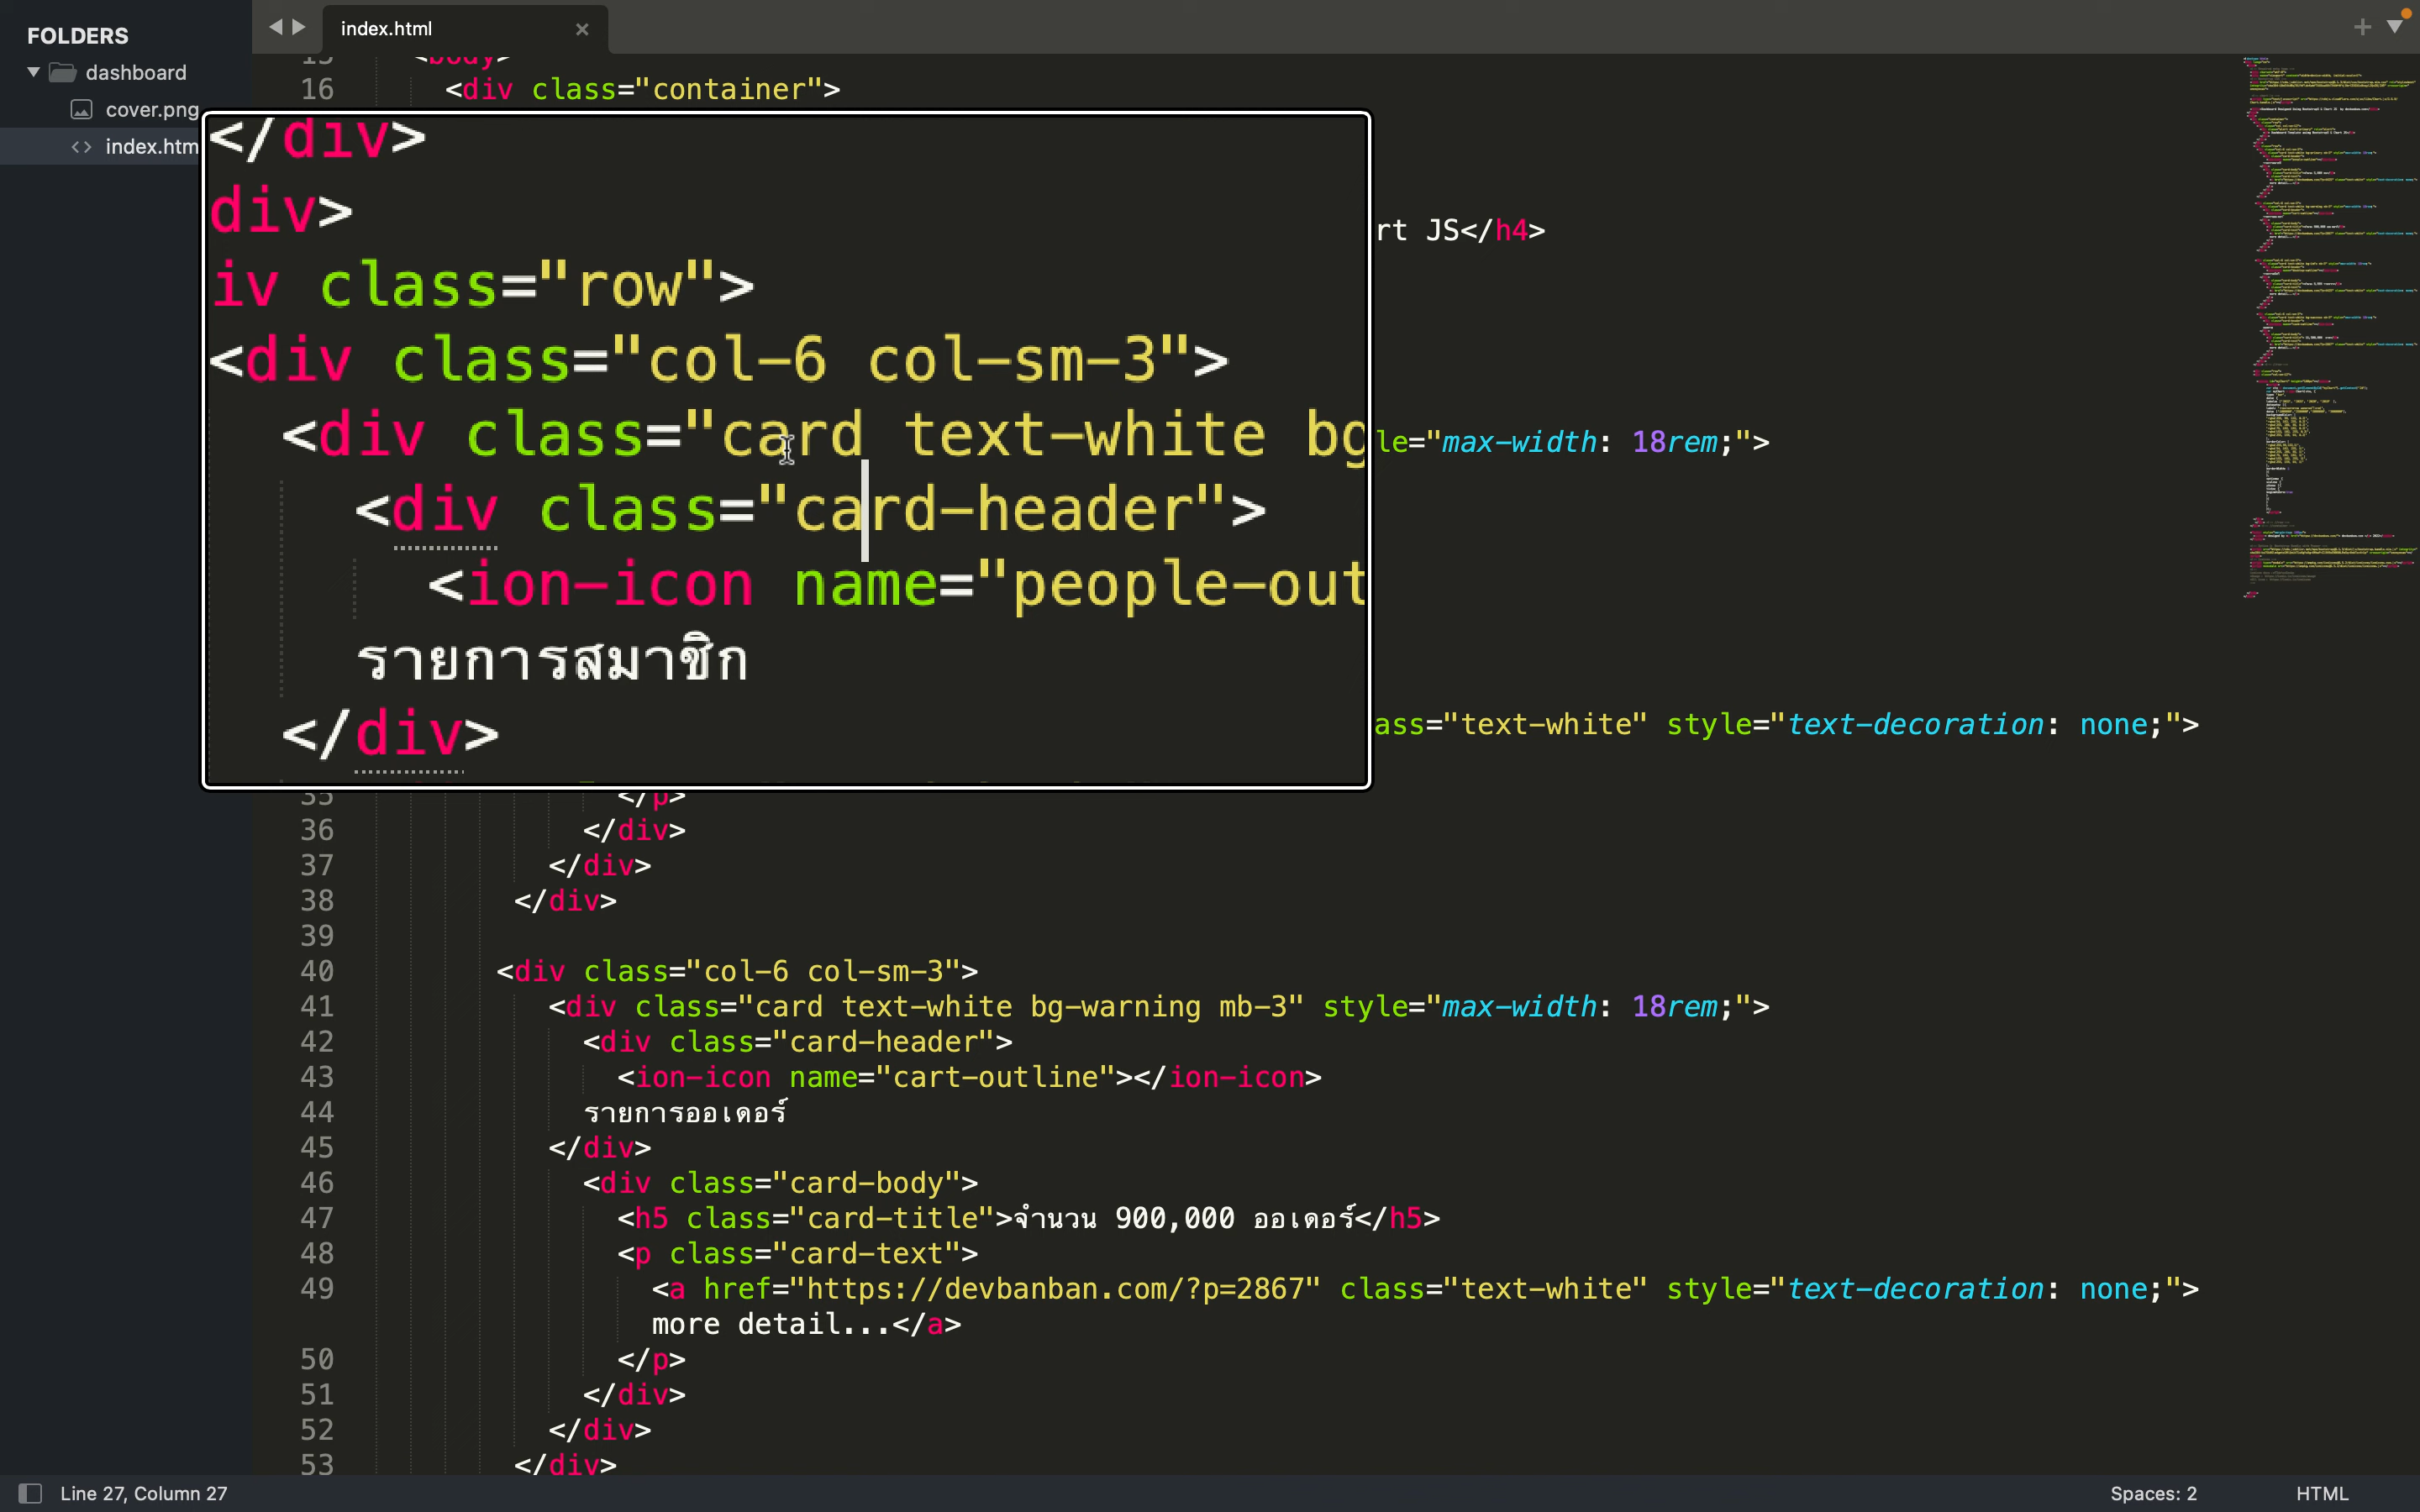 FOLDERS
dashboard
cover.png
index.htm
index.html
16 <div class="container">
</div>
div>
iv class="row">
<div class="col-6 col-sm-3">
<div class="card text-white bg
<div class="card-header">
<ion-icon name="people-out
รายการสมาชิก
</div>
rt JS</h4>
le="max-width: 18rem;">
ass="text-white" style="text-decoration: none;">
35 </p>
36 </div>
37 </div>
38 </div>
39
40 <div class="col-6 col-sm-3">
41 <div class="card text-white bg-warning mb-3" style="max-width: 18rem;">
42 <div class="card-header">
43 <ion-icon name="cart-outline"></ion-icon>
44 รายการออเดอร์
45 </div>
46 <div class="card-body">
47 <h5 class="card-title">จำนวน 900,000 ออเดอร์</h5>
48 <p class="card-text">
49 <a href="https://devbanban.com/?p=2867" class="text-white" style="text-decoration: none;">
more detail...</a>
50 </p>
51 </div>
52 </div>
53 </div>
Line 27, Column 27
Spaces: 2
HTML